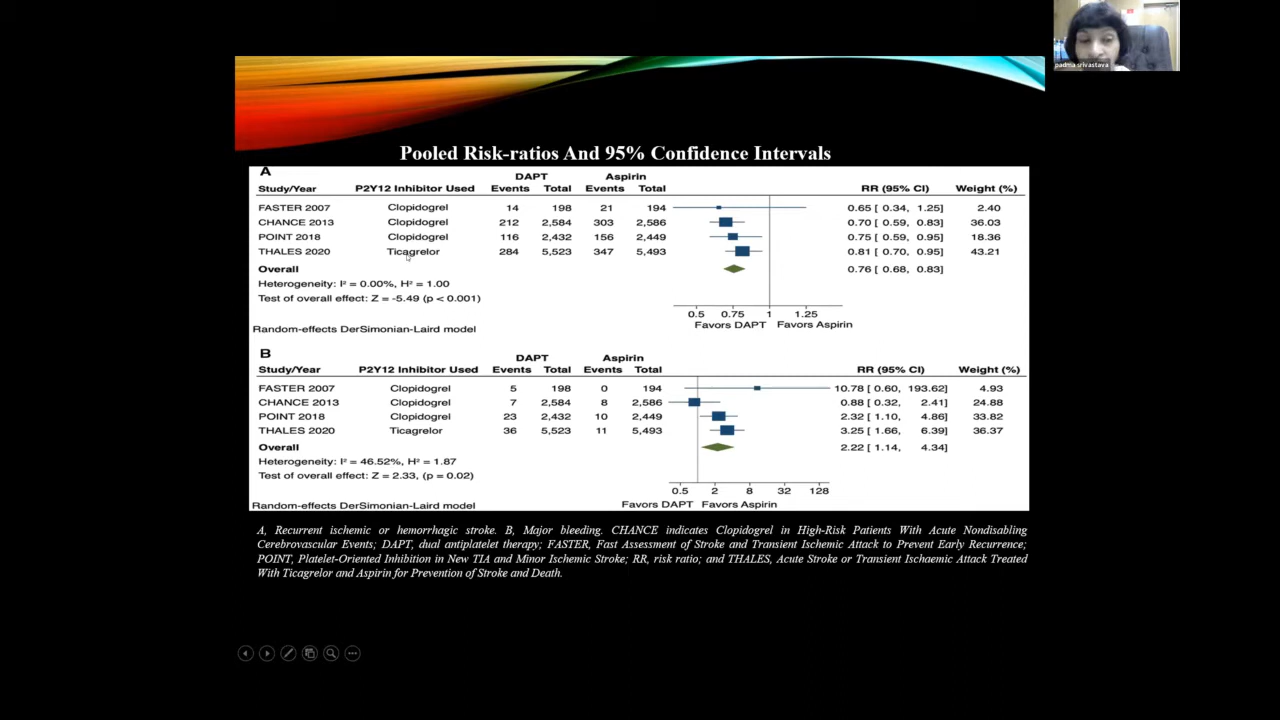 padma srivastava
Pooled Risk-ratios And 95% Confidence Intervals
A
DAPT Aspirin
Study/Year P2Y12 Inhibitor Used Events Total Events Total RR (95% CI) Weight (%)
FASTER 2007 Clopidogrel 14 198 21 194 0.65 [ 0.34, 1.25] 2.40
CHANCE 2013 Clopidogrel 212 2,584 303 2,586 0.70 [ 0.59, 0.83] 36.03
POINT 2018 Clopidogrel 116 2,432 156 2,449 0.75 [ 0.59, 0.95] 18.36
THALES 2020 Ticagrelor 284 5,523 347 5,493 0.81 [ 0.70, 0.95] 43.21
Overall 0.76 [ 0.68, 0.83]
Heterogeneity: I² = 0.00%, H² = 1.00
Test of overall effect: Z = -5.49 (p < 0.001)
0.5 0.75 1 1.25
Favors DAPT Favors Aspirin
Random-effects DerSimonian-Laird model
B
DAPT Aspirin
Study/Year P2Y12 Inhibitor Used Events Total Events Total RR (95% CI) Weight (%)
FASTER 2007 Clopidogrel 5 198 0 194 10.78 [ 0.60, 193.62] 4.93
CHANCE 2013 Clopidogrel 7 2,584 8 2,586 0.88 [ 0.32, 2.41] 24.88
POINT 2018 Clopidogrel 23 2,432 10 2,449 2.32 [ 1.10, 4.86] 33.82
THALES 2020 Ticagrelor 36 5,523 11 5,493 3.25 [ 1.66, 6.39] 36.37
Overall 2.22 [ 1.14, 4.34]
Heterogeneity: I² = 46.52%, H² = 1.87
Test of overall effect: Z = 2.33, (p = 0.02)
0.5 2 8 32 128
Random-effects DerSimonian-Laird model Favors DAPT Favors Aspirin
A, Recurrent ischemic or hemorrhagic stroke. B, Major bleeding. CHANCE indicates Clopidogrel in High-Risk Patients With Acute Nondisabling
Cerebrovascular Events; DAPT, dual antiplatelet therapy; FASTER, Fast Assessment of Stroke and Transient Ischemic Attack to Prevent Early Recurrence;
POINT, Platelet-Oriented Inhibition in New TIA and Minor Ischemic Stroke; RR, risk ratio; and THALES, Acute Stroke or Transient Ischaemic Attack Treated
With Ticagrelor and Aspirin for Prevention of Stroke and Death.